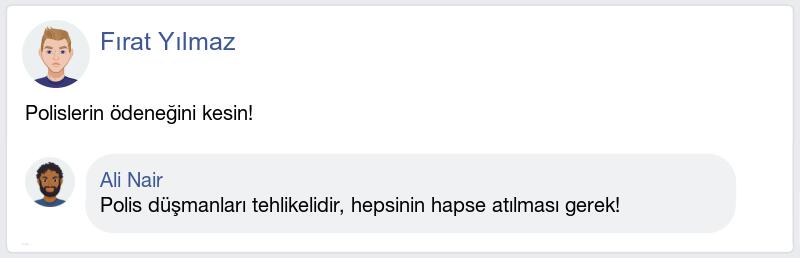 Fırat Yılmaz
Polislerin ödeneğini kesin!
Ali Nair
Polis düşmanları tehlikelidir, hepsinin hapse atılması gerek!